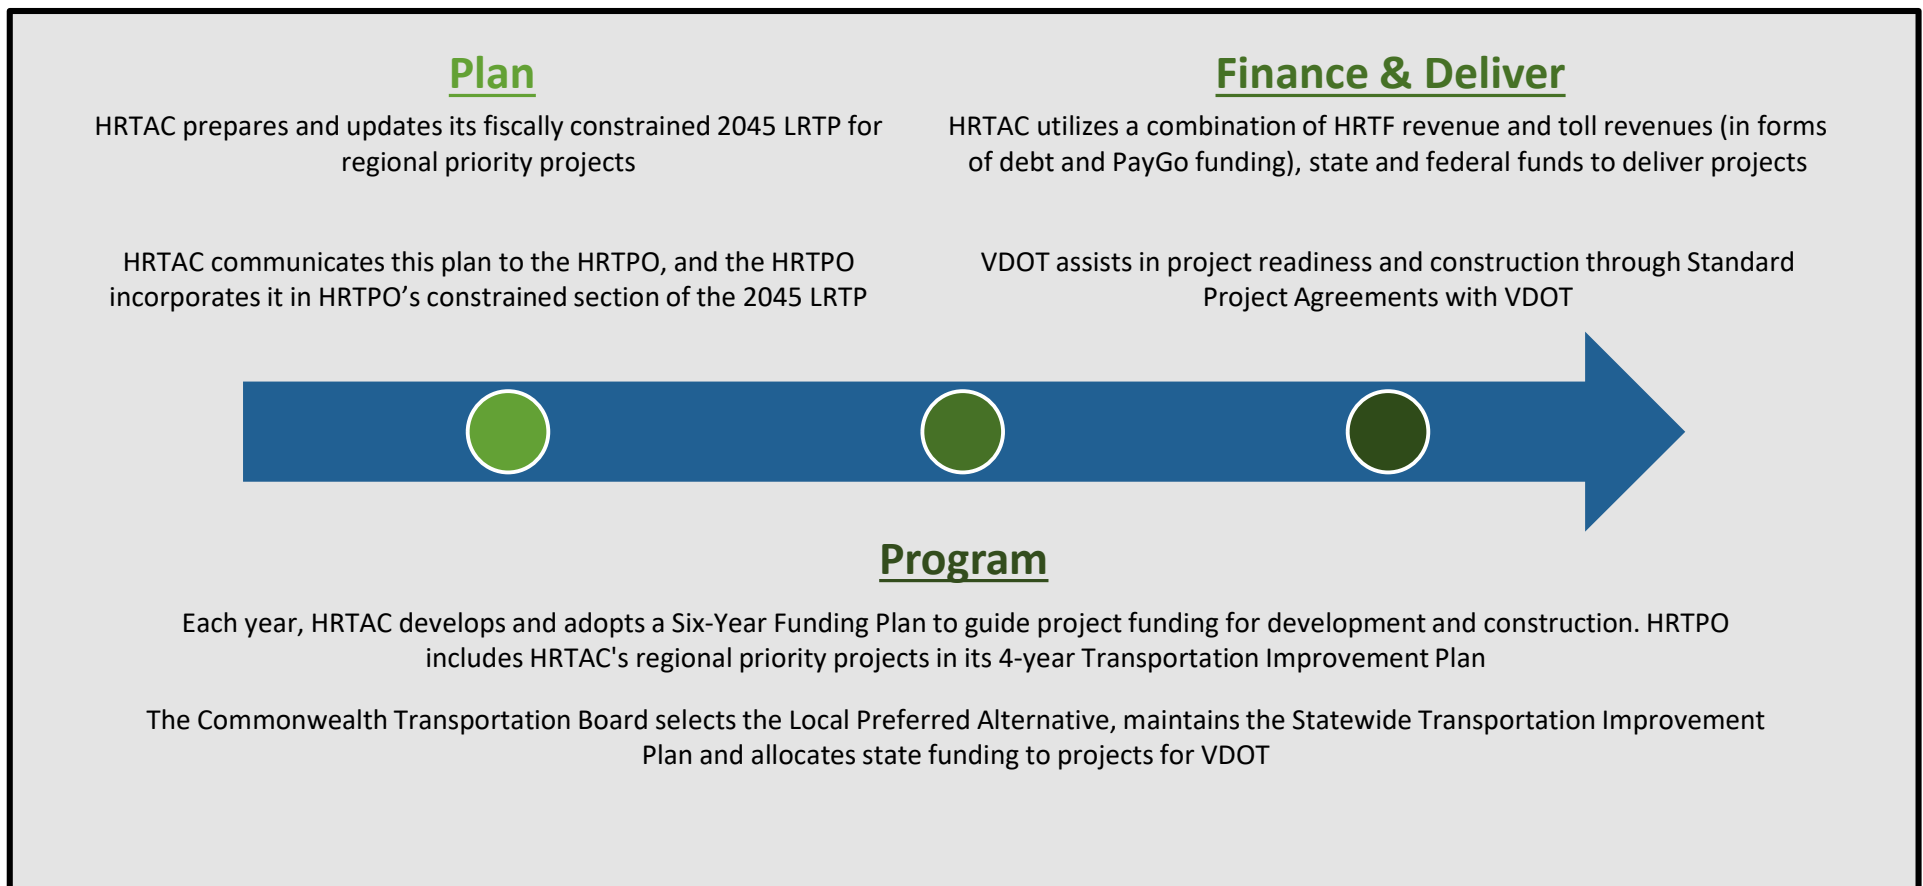 Plan
HRTAC prepares and updates its fiscally constrained 2045 LRTP for
regional priority projects
HRTAC communicates this plan to the HRTPO, and the HRTPO
incorporates it in HRTPO’s constrained section of the 2045 LRTP
Finance & Deliver
HRTAC utilizes a combination of HRTF revenue and toll revenues (in forms
of debt and PayGo funding), state and federal funds to deliver projects
VDOT assists in project readiness and construction through Standard
Project Agreements with VDOT
Program
Each year, HRTAC develops and adopts a Six-Year Funding Plan to guide project funding for development and construction. HRTPO
includes HRTAC's regional priority projects in its 4-year Transportation Improvement Plan
The Commonwealth Transportation Board selects the Local Preferred Alternative, maintains the Statewide Transportation Improvement
Plan and allocates state funding to projects for VDOT